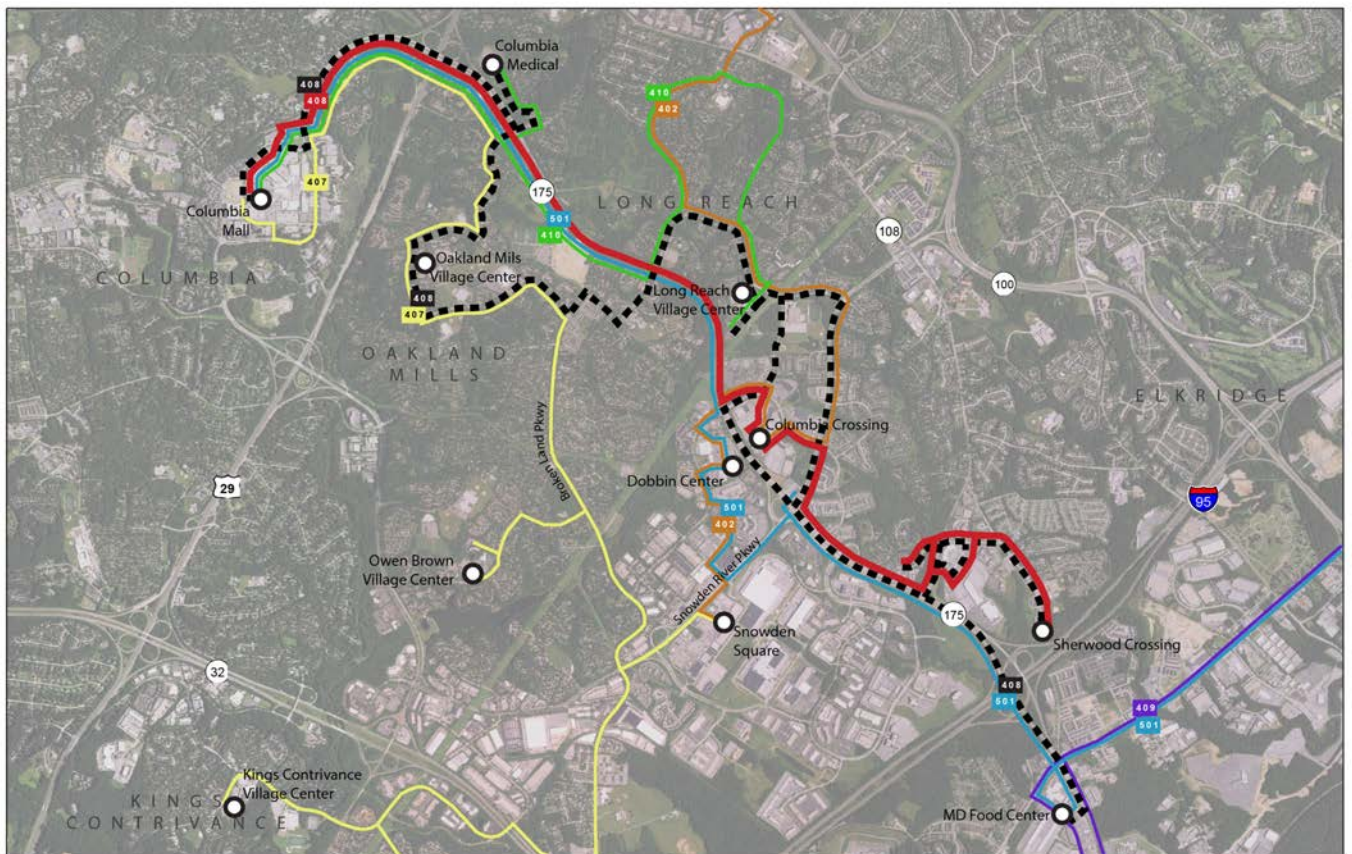 Columbia
Medical
408
408
410
402
407
Columbia
Mall
175
LONG REACH
501
410
108
COLUMBIA
Oakland Mils
Village Center
100
408
407
Long Reach
Village Center
OAKLAND
MILLS
ELKRIDGE
Broken Land Pkwy
Columbia Crossing
Dobbin Center
29
95
501
402
Snowden River Pkwy
Owen Brown
Village Center
175
Snowden
Square
Sherwood Crossing
32
408
501
409
501
Kings Contrivance
Village Center
KINGS
CONTRIVANCE
MD Food Center